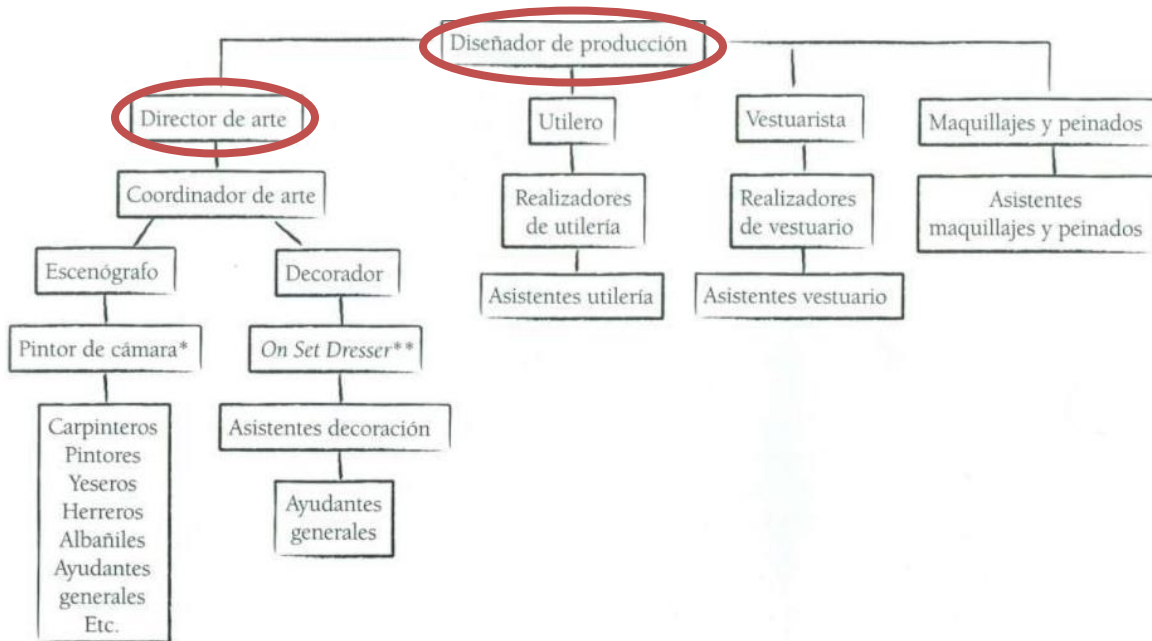 Diseñador de producción
Director de arte
Utilero
Vestuarista
Maquillajes y peinados
Coordinador de arte
Realizadores
de utilería
Realizadores
de vestuario
Asistentes
maquillajes y peinados
Escenógrafo
Decorador
Asistentes utilería
Asistentes vestuario
Pintor de cámara*
On Set Dresser**
Carpinteros
Pintores
Yeseros
Herreros
Albañiles
Ayudantes
generales
Etc.
Asistentes decoración
Ayudantes
generales